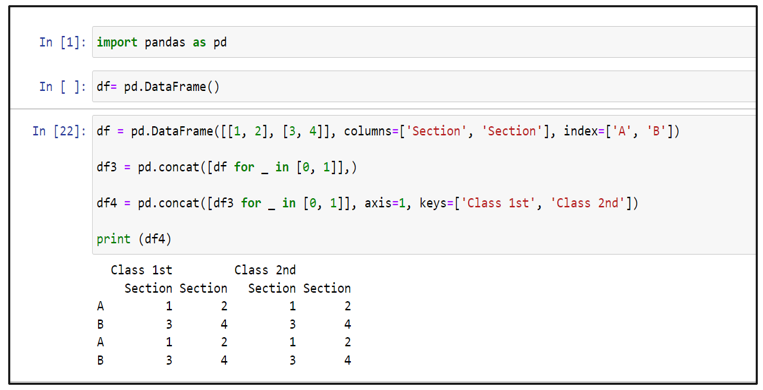 In [1]: import pandas as pd
In [ ]: df= pd.DataFrame()
In [22]: df = pd.DataFrame([[1, 2], [3, 4]], columns=['Section', 'Section'], index=['A', 'B'])
df3 = pd.concat([df for _ in [0, 1]],)
df4 = pd.concat([df3 for _ in [0, 1]], axis=1, keys=['Class 1st', 'Class 2nd'])
print (df4)
Class 1st Class 2nd
Section Section Section Section
A 1 2 1 2
B 3 4 3 4
A 1 2 1 2
B 3 4 3 4